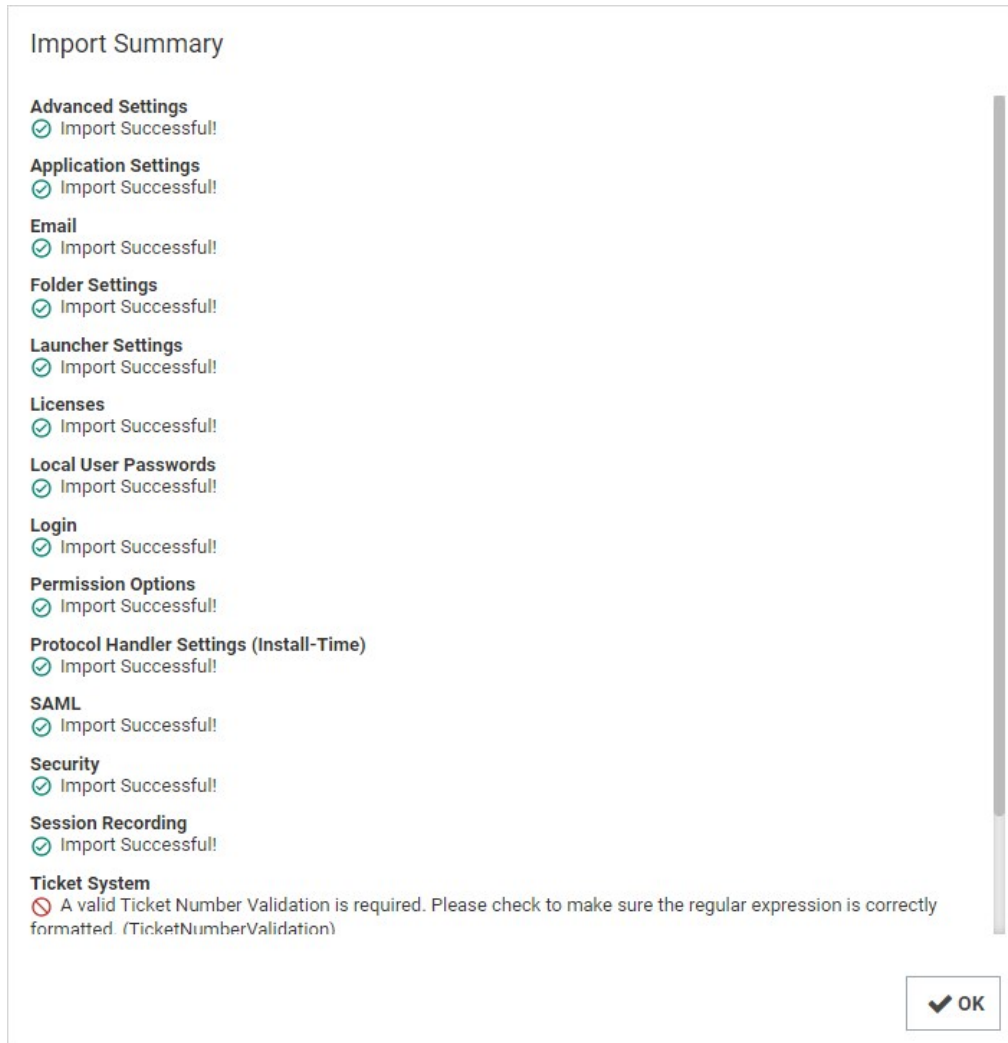 Import Summary
Advanced Settings
Import Successful!
Application Settings
Import Successful!
Email
Import Successful!
Folder Settings
Import Successful!
Launcher Settings
Import Successful!
Licenses
Import Successful!
Local User Passwords
Import Successful!
Login
Import Successful!
Permission Options
Import Successful!
Protocol Handler Settings (Install-Time)
Import Successful!
SAML
Import Successful!
Security
Import Successful!
Session Recording
Import Successful!
Ticket System
A valid Ticket Number Validation is required. Please check to make sure the regular expression is correctly
formatted. (TicketNumberValidation)
OK